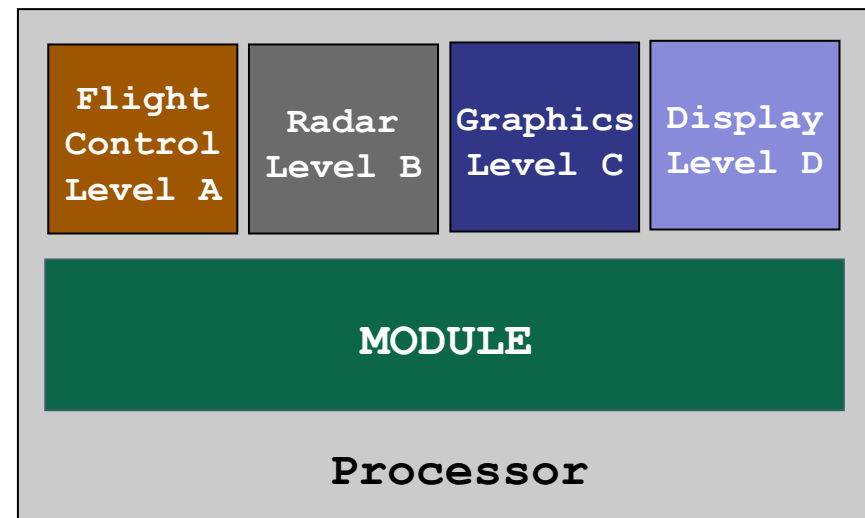 Flight
Control
Level A
Radar
Level B
Graphics
Level C
Display
Level D
MODULE
Processor